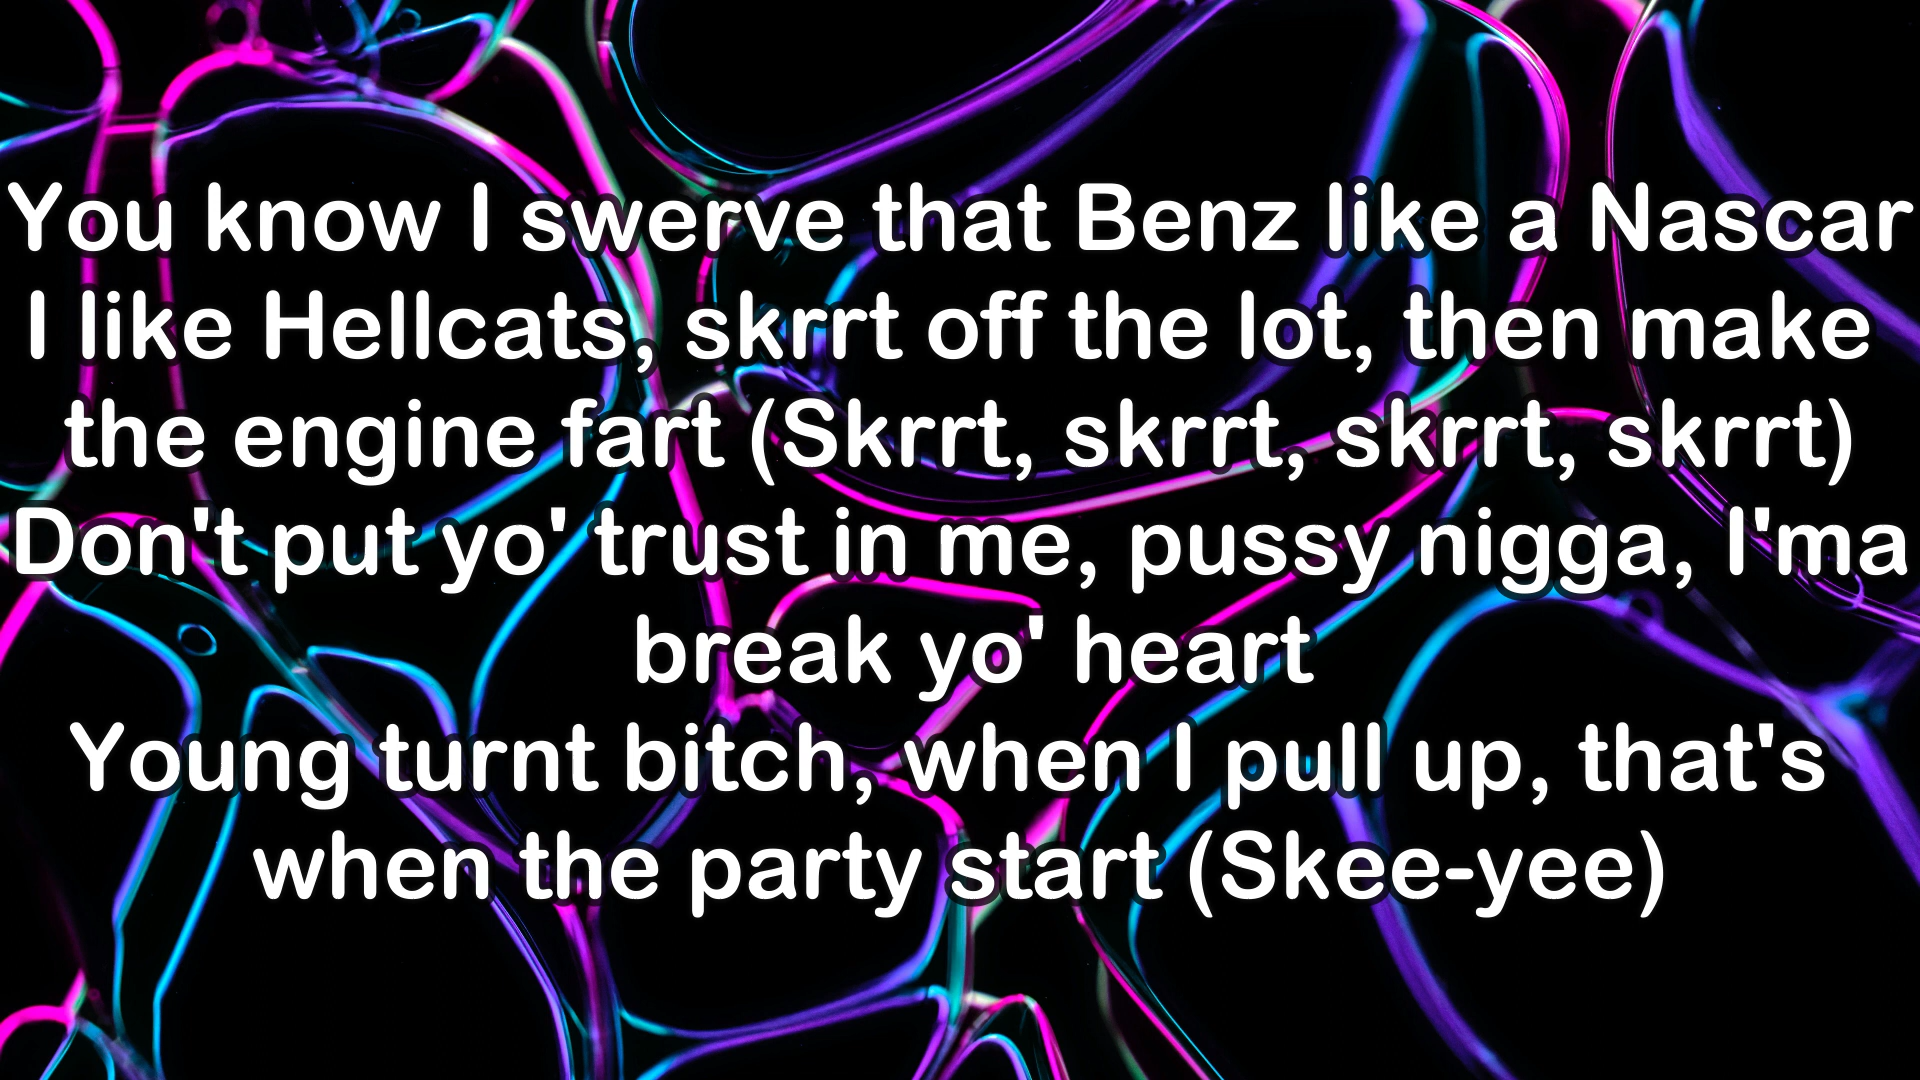 You know I swerve that Benz like a Nascar
I like Hellcats, skrrt off the lot, then make
the engine fart (Skrrt, skrrt, skrrt, skrrt)
Don't put yo' trust in me, pussy nigga, I'ma
break yo' heart
Young turnt bitch, when I pull up, that's
when the party start (Skee-yee)